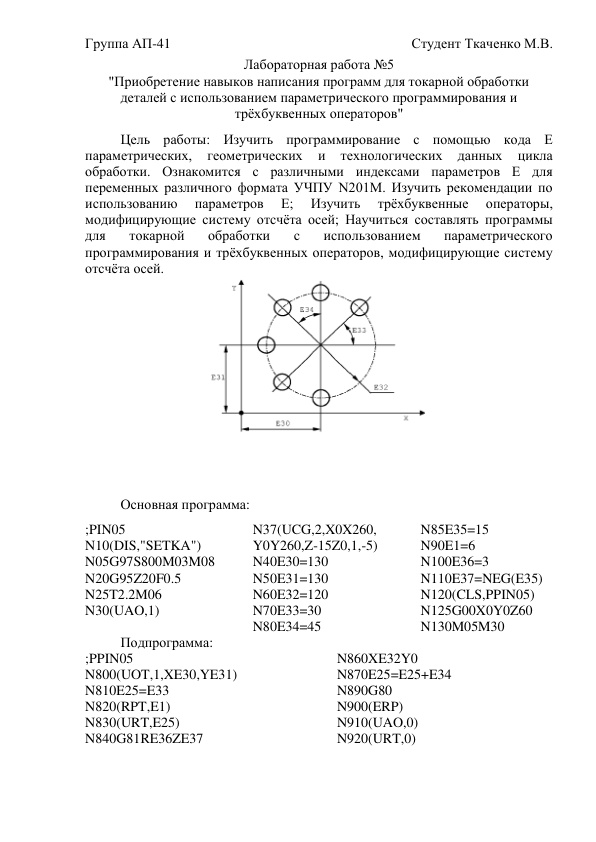 Группа АП-41 Студент Ткаченко М.В.
Лабораторная работа №5
"Приобретение навыков написания программ для токарной обработки
деталей с использованием параметрического программирования и
трёхбуквенных операторов"
Цель работы: Изучить программирование с помощью кода Е
параметрических, геометрических и технологических данных цикла
обработки. Ознакомится с различными индексами параметров Е для
переменных различного формата УЧПУ N201M. Изучить рекомендации по
использованию параметров Е; Изучить трёхбуквенные операторы,
модифицирующие систему отсчёта осей; Научиться составлять программы
для токарной обработки с использованием параметрического
программирования и трёхбуквенных операторов, модифицирующие систему
отсчёта осей.
Y
E34
E33
E31
E32
X
E30
Основная программа:
;PIN05
N10(DIS,"SETKA")
N05G97S800M03M08
N20G95Z20F0.5
N25T2.2M06
N30(UAO,1)
N37(UCG,2,X0X260,
Y0Y260,Z-15Z0,1,-5)
N40E30=130
N50E31=130
N60E32=120
N70E33=30
N80E34=45
N85E35=15
N90E1=6
N100E36=3
N110E37=NEG(E35)
N120(CLS,PPIN05)
N125G00X0Y0Z60
N130M05M30
Подпрограмма:
;PPIN05
N800(UOT,1,XE30,YE31)
N810E25=E33
N820(RPT,E1)
N830(URT,E25)
N840G81RE36ZE37
N860XE32Y0
N870E25=E25+E34
N890G80
N900(ERP)
N910(UAO,0)
N920(URT,0)